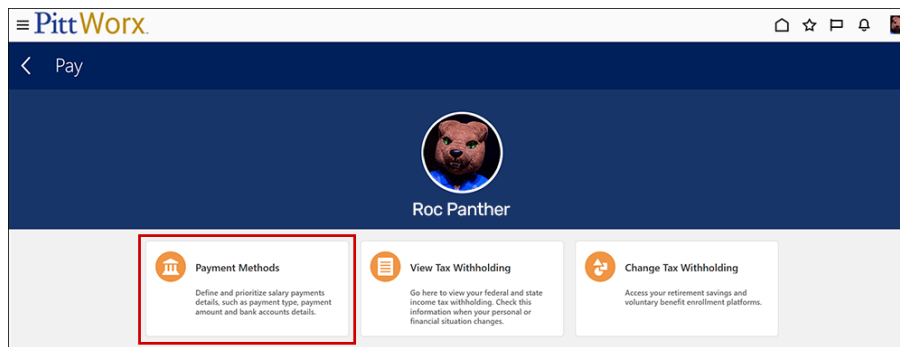 PittWorx.
Pay
Roc Panther
Payment Methods
Define and prioritize salary payments
details, such as payment type, payment
amount and bank accounts details.
View Tax Withholding
Go here to view your federal and state
income tax withholding. Check this
information when your personal or
financial situation changes.
Change Tax Withholding
Access your retirement savings and
voluntary benefit enrollment platforms.